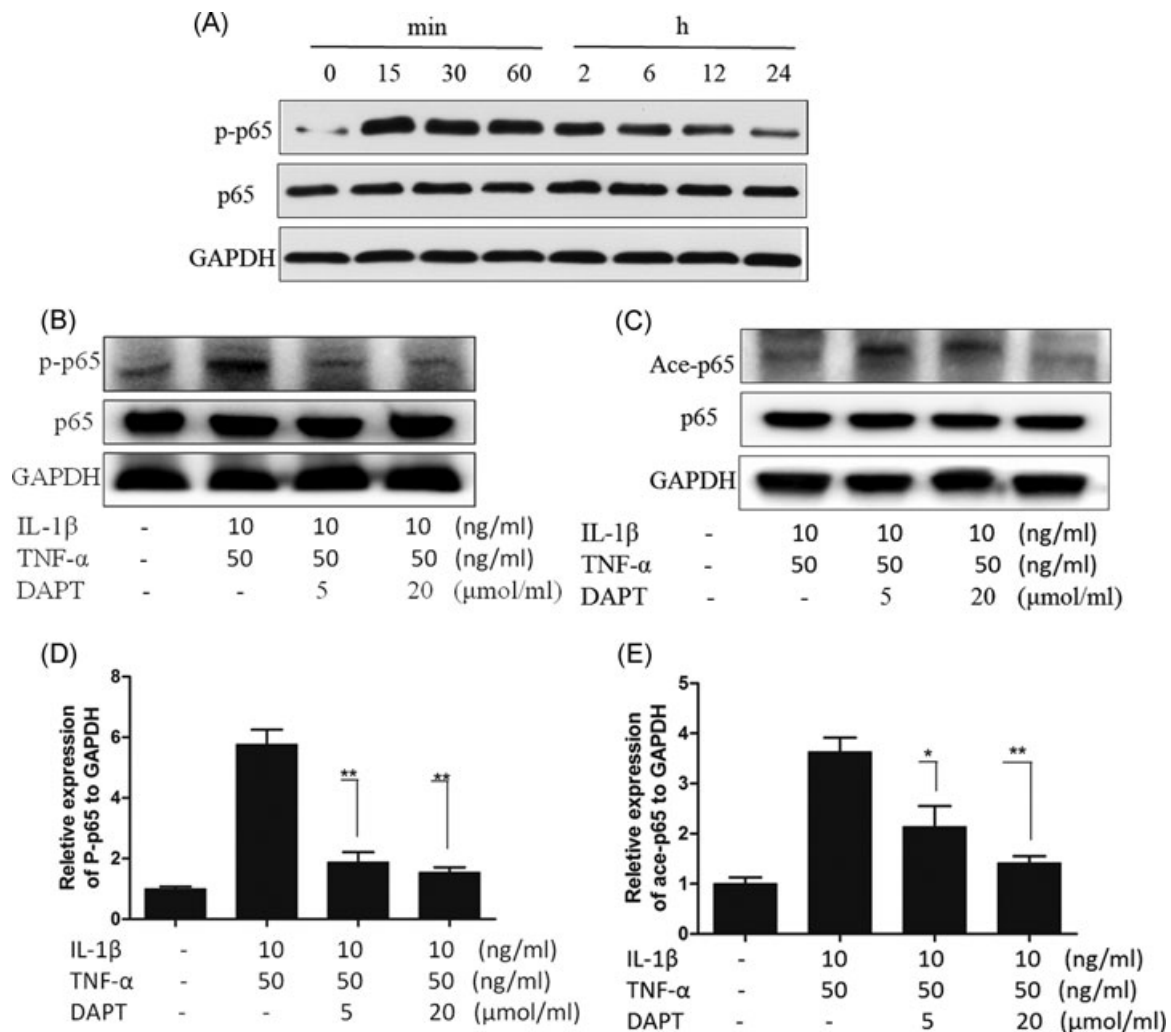 (A)
min h
0 15 30 60 2 6 12 24
p-p65
p65
GAPDH
(B)
p-p65
p65
GAPDH
IL-1β - 10 10 10 (ng/ml)
TNF-α - 50 50 50 (ng/ml)
DAPT - - 5 20 (μmol/ml)
(C)
Ace-p65
p65
GAPDH
IL-1β - 10 10 10 (ng/ml)
TNF-α - 50 50 50 (ng/ml)
DAPT - - 5 20 (μmol/ml)
(D)
Reletive expression
of P-p65 to GAPDH
8
6
4
2
0
** **
IL-1β - 10 10 10 (ng/ml)
TNF-α - 50 50 50 (ng/ml)
DAPT - - 5 20 (μmol/ml)
(E)
Reletive expression
of ace-p65 to GAPDH
5
4
3
2
1
0
* **
IL-1β - 10 10 10 (ng/ml)
TNF-α - 50 50 50 (ng/ml)
DAPT - - 5 20 (μmol/ml)